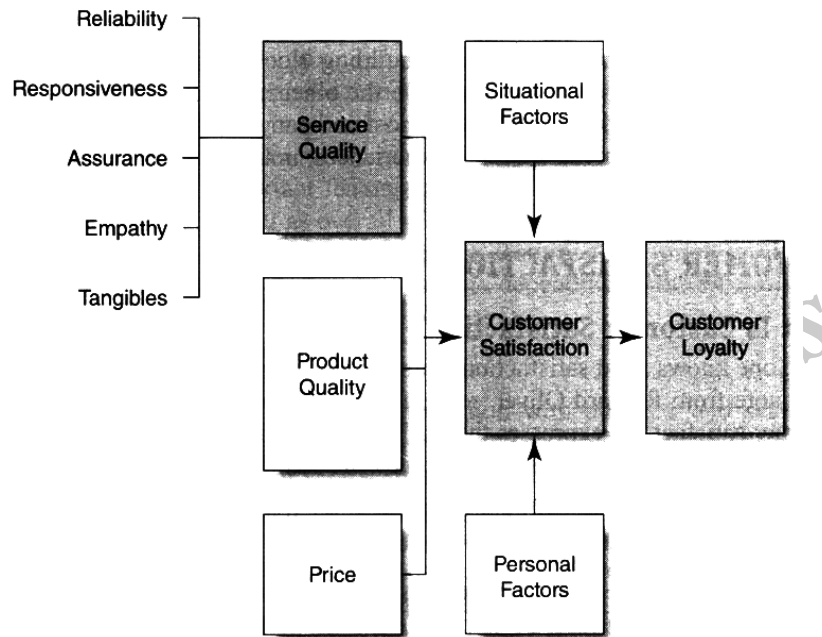 Reliability
Responsiveness
Assurance
Empathy
Tangibles
Service
Quality
Product
Quality
Price
Situational
Factors
Customer
Satisfaction
Customer
Loyalty
Personal
Factors